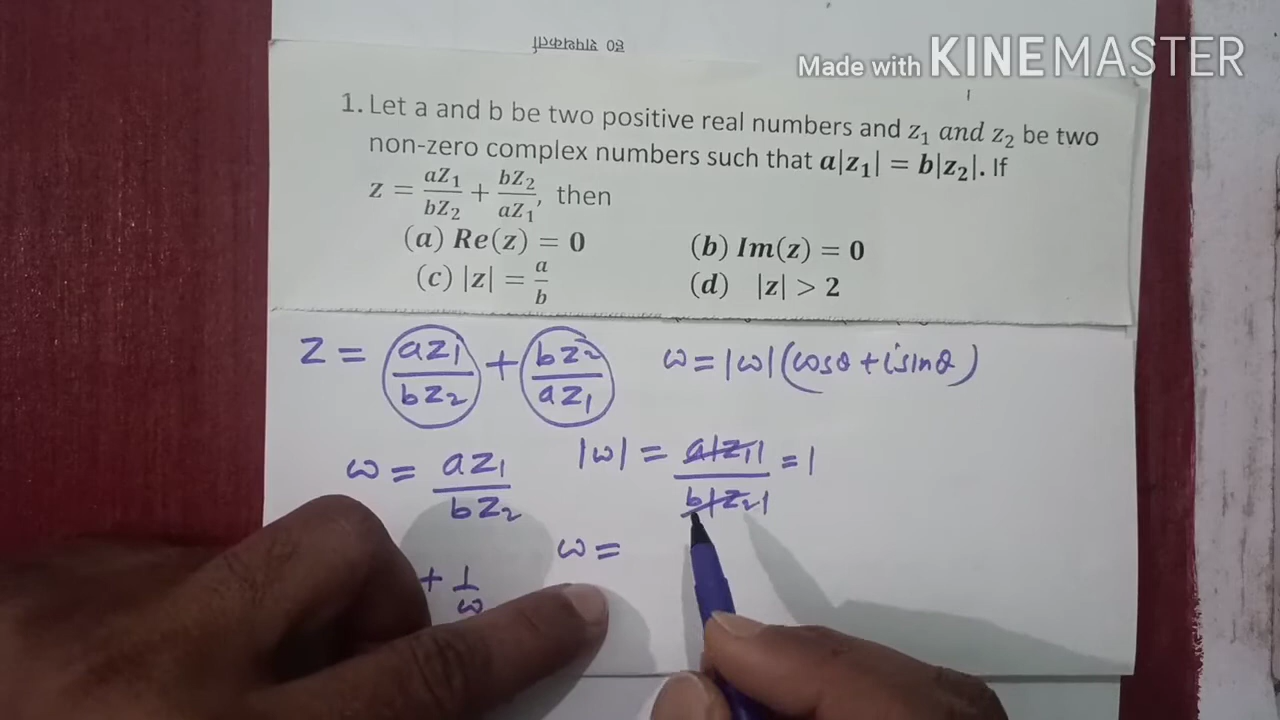 Made with KINEMASTER
1. Let a and b be two positive real numbers and z₁ and z₂ be two
non-zero complex numbers such that a|z₁| = b|z₂|. If
z = aZ₁/bZ₂ + bZ₂/aZ₁, then
(a) Re(z) = 0 (b) Im(z) = 0
(c) |z| = a/b (d) |z| > 2
Z = aZ₁/bZ₂ + bZ₂/aZ₁ ω = |ω|(cosθ + i sinθ)
ω = aZ₁/bZ₂ |ω| = a|Z₁|/b|Z₂| = 1
+ 1/ω ω =